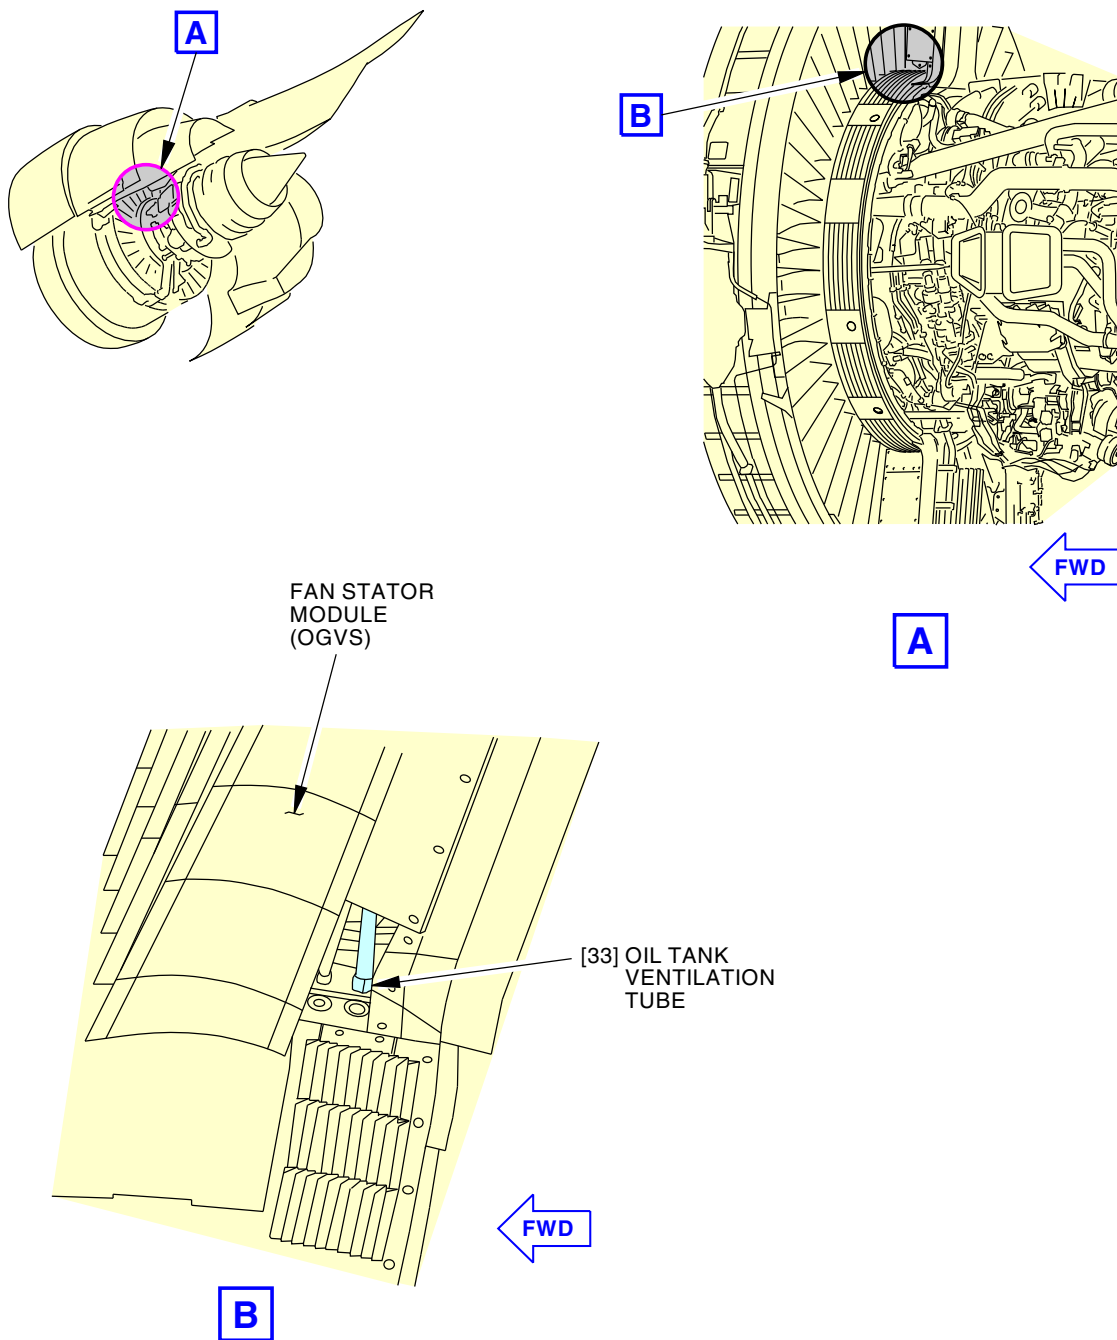 A
B
FWD
A
FAN STATOR
MODULE
(OGVS)
[33] OIL TANK
VENTILATION
TUBE
FWD
B